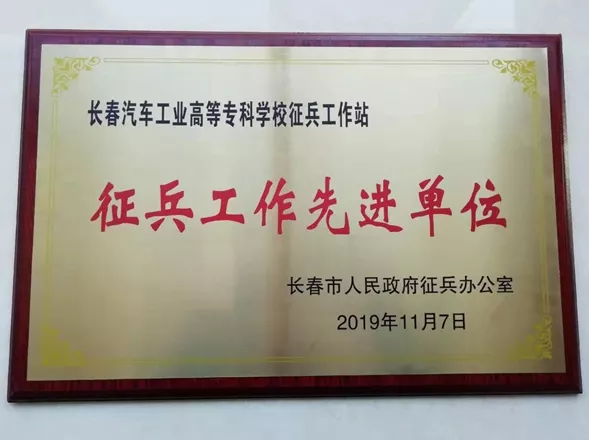 长春汽车工业高等专科学校征兵工作站
征兵工作先进单位
长春市人民政府征兵办公室
2019年11月7日